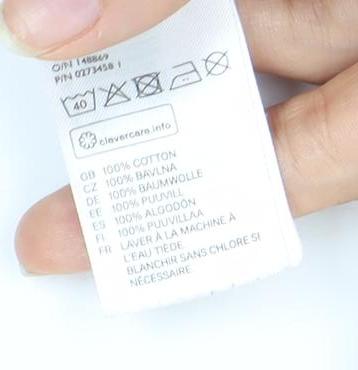 O/N 148869
P/N 0273458 1
40
clevercare.info
GB 100% COTTON
CZ 100% BAVLNA
DE 100% BAUMWOLLE
EE 100% PUUVILL
ES 100% ALGODÓN
FI 100% PUUVILLAA
FR LAVER À LA MACHINE À
L'EAU TIÈDE.
BLANCHIR SANS CHLORE SI
NÉCESSAIRE.